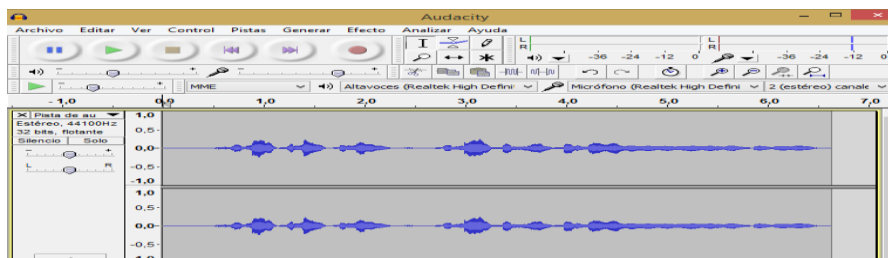 Audacity
Archivo Editar Ver Control Pistas Generar Efecto Analizar Ayuda
L
R
-36 -24 -12 0
L
R
-36 -24 -12 0
MME
Altavoces (Realtek High Defini
Micrófono (Realtek High Defini
2 (estéreo) canale
- 1,0 0,0 1,0 2,0 3,0 4,0 5,0 6,0 7,0
Pista de au
Estéreo, 44100Hz
32 bits, flotante
Silencio Solo
- +
L R
1,0
0,5-
0,0-
-0,5-
-1,0
1,0
0,5-
0,0-
-0,5-